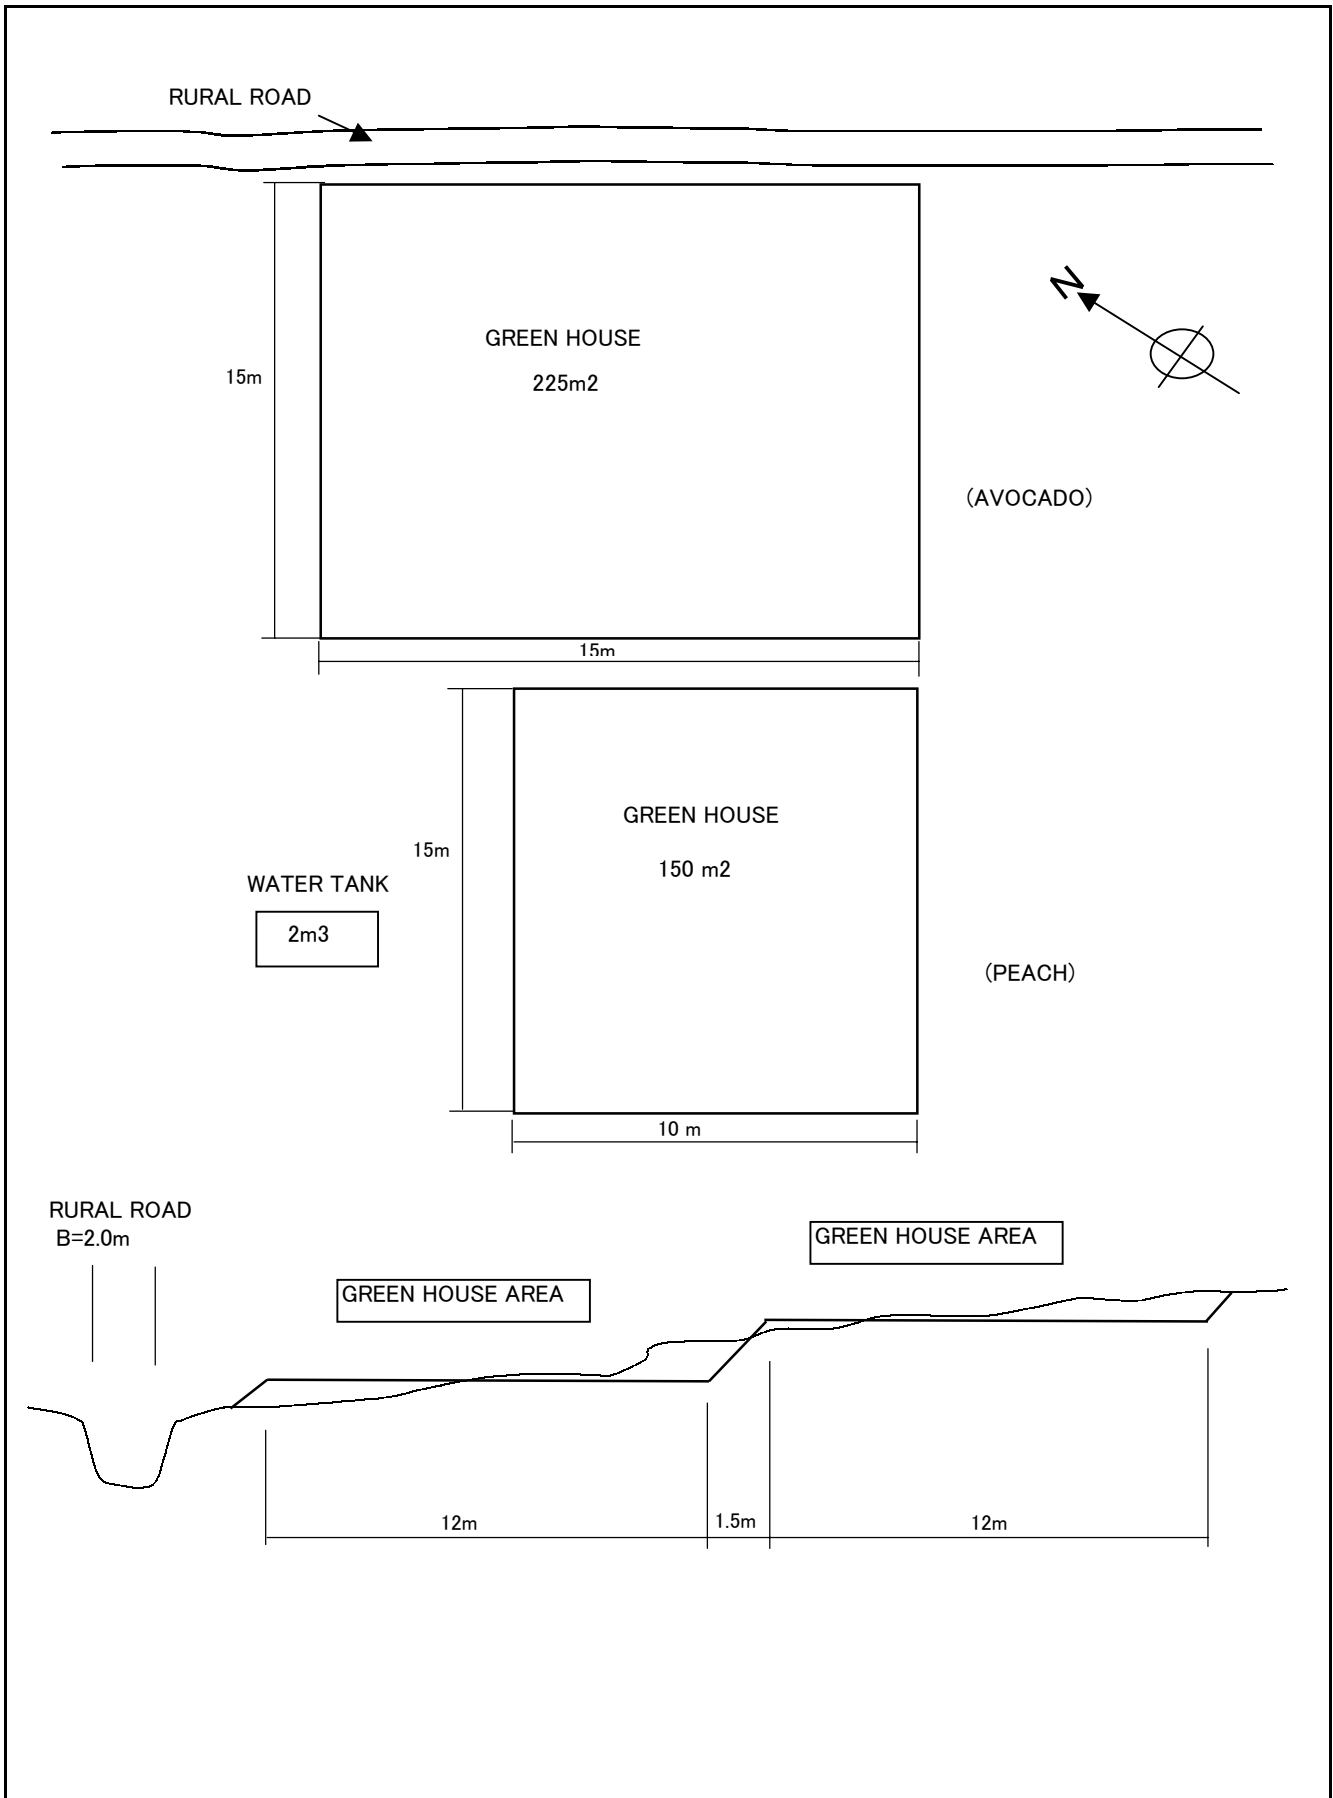 RURAL ROAD
N
GREEN HOUSE
225m2
15m
(AVOCADO)
15m
GREEN HOUSE
15m
150 m2
WATER TANK
2m3
(PEACH)
10 m
RURAL ROAD
B=2.0m
GREEN HOUSE AREA
GREEN HOUSE AREA
12m
1.5m
12m